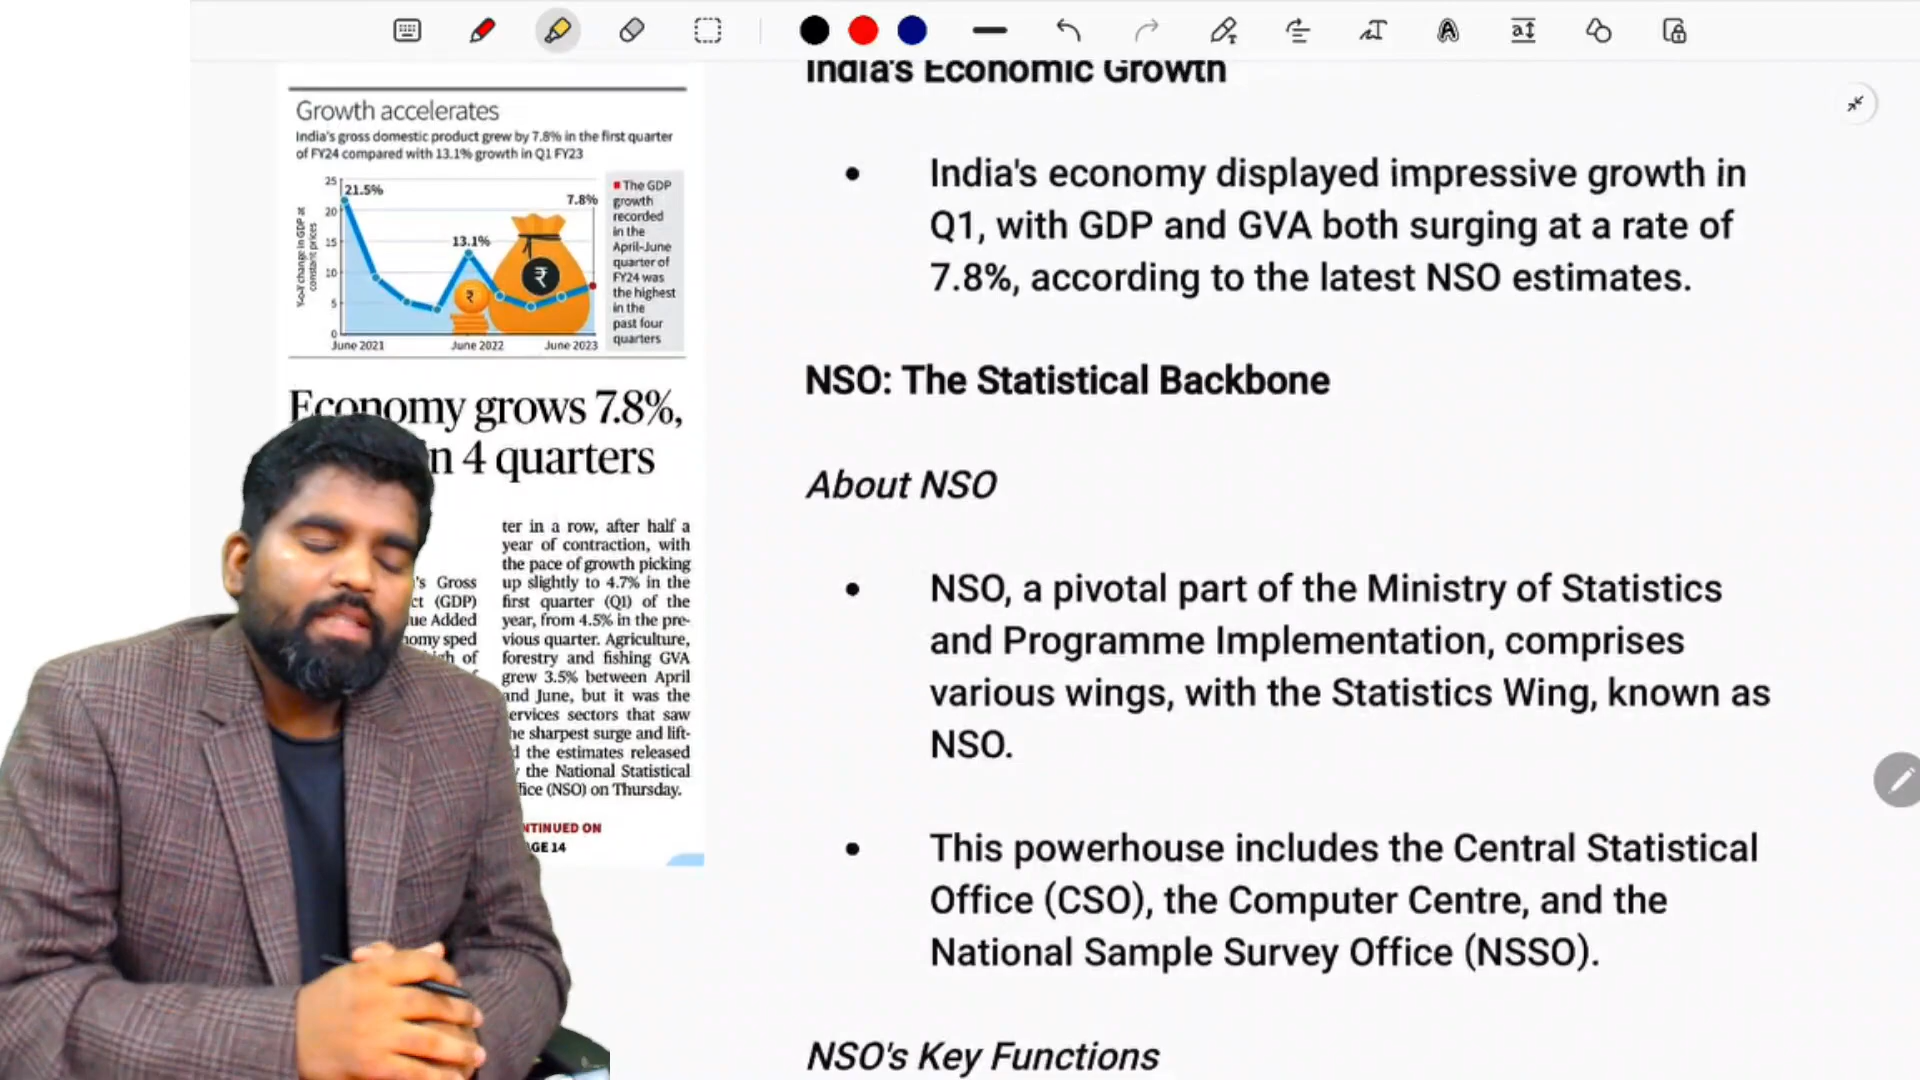 India's Economic Growth
Growth accelerates
India's gross domestic product grew by 7.8% in the first quarter
of FY24 compared with 13.1% growth in Q1 FY23
Y-o-Y change in GDP at
constant prices
25
20
15
10
5
0
21.5%
13.1%
7.8%
June 2021
June 2022
June 2023
The GDP
growth
recorded
in the
April-June
quarter of
FY24 was
the highest
in the
past four
quarters
Economy grows 7.8%,
n 4 quarters
's Gross
ct (GDP)
ue Added
nomy sped
igh of
ter in a row, after half a
year of contraction, with
the pace of growth picking
up slightly to 4.7% in the
first quarter (Q1) of the
year, from 4.5% in the pre-
vious quarter. Agriculture,
forestry and fishing GVA
grew 3.5% between April
and June, but it was the
ervices sectors that saw
he sharpest surge and lift-
d the estimates released
the National Statistical
fice (NSO) on Thursday.
NTINUED ON
AGE 14
• India's economy displayed impressive growth in
Q1, with GDP and GVA both surging at a rate of
7.8%, according to the latest NSO estimates.
NSO: The Statistical Backbone
About NSO
• NSO, a pivotal part of the Ministry of Statistics
and Programme Implementation, comprises
various wings, with the Statistics Wing, known as
NSO.
• This powerhouse includes the Central Statistical
Office (CSO), the Computer Centre, and the
National Sample Survey Office (NSSO).
NSO's Key Functions